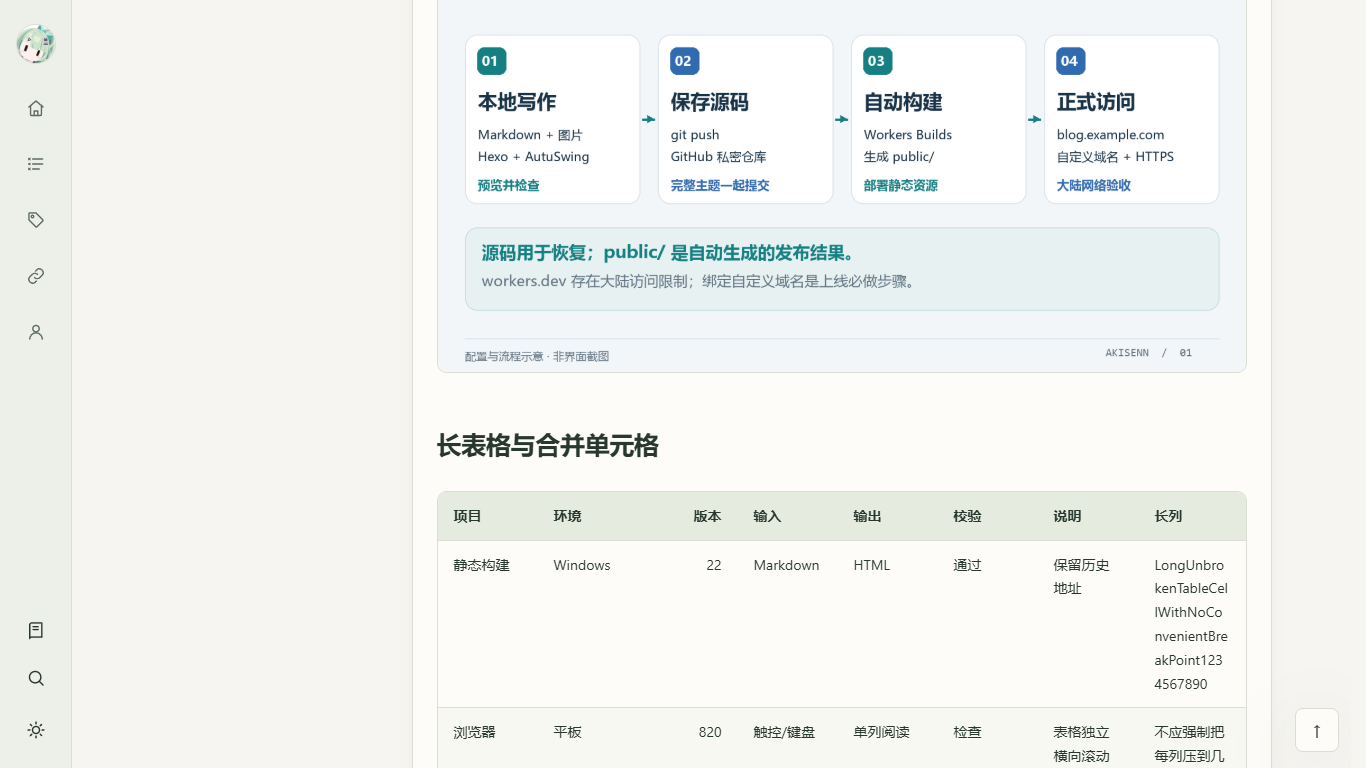 01
本地写作
Markdown + 图片
Hexo + AutuSwing
预览并检查
02
保存源码
git push
GitHub 私密仓库
完整主题一起提交
03
自动构建
Workers Builds
生成 public/
部署静态资源
04
正式访问
blog.example.com
自定义域名 + HTTPS
大陆网络验收
源码用于恢复；public/ 是自动生成的发布结果。
workers.dev 存在大陆访问限制；绑定自定义域名是上线必做步骤。
配置与流程示意 · 非界面截图
AKISENN / 01
长表格与合并单元格
项目 环境 版本 输入 输出 校验 说明 长列
静态构建 Windows 22 Markdown HTML 通过 保留历史 LongUnbro
地址 kenTableCel
lWithNoCo
nvenientBre
akPoint123
4567890
浏览器 平板 820 触控/键盘 单列阅读 检查 表格独立 不应强制把
横向滚动 每列压到几
↑